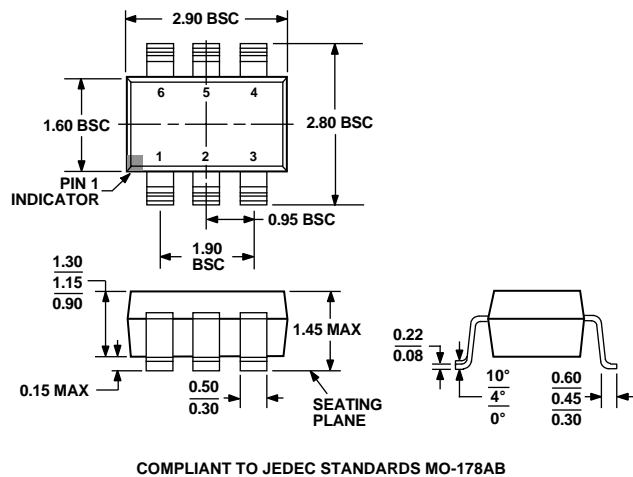 2.90 BSC
6 5 4
1.60 BSC
2.80 BSC
1 2 3
PIN 1
INDICATOR
0.95 BSC
1.90
BSC
1.30
1.15
0.90
1.45 MAX
0.15 MAX
0.50
0.30
SEATING
PLANE
0.22
0.08
10°
4°
0°
0.60
0.45
0.30
COMPLIANT TO JEDEC STANDARDS MO-178AB